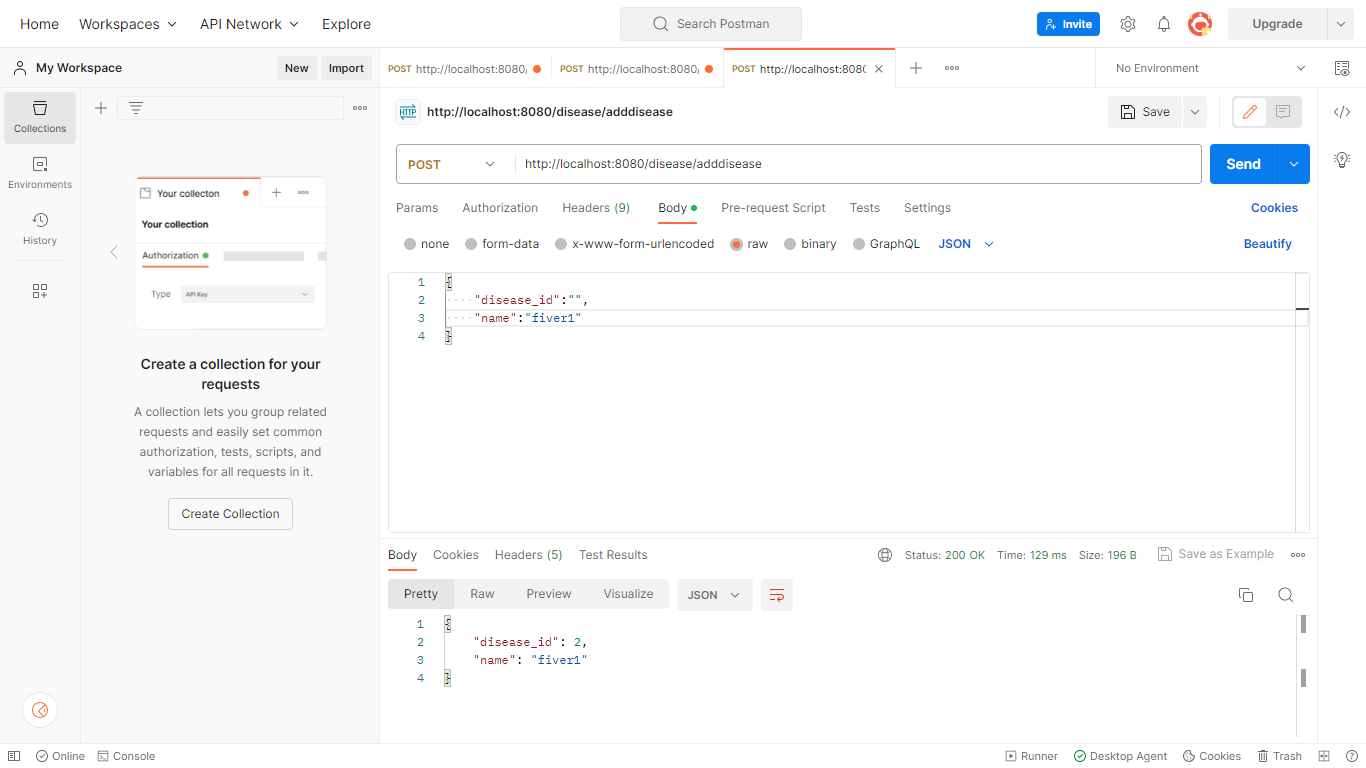 Home Workspaces API Network Explore Search Postman Invite Upgrade
My Workspace New Import POST http://localhost:8080/ POST http://localhost:8080/ POST http://localhost:808( No Environment
Collections
Environments
History
Your collecton
Your collection
Authorization
Type API Key
Create a collection for your
requests
A collection lets you group related
requests and easily set common
authorization, tests, scripts, and
variables for all requests in it.
Create Collection
HTTP http://localhost:8080/disease/adddisease Save
POST http://localhost:8080/disease/adddisease Send
Params Authorization Headers (9) Body Pre-request Script Tests Settings Cookies
none form-data x-www-form-urlencoded raw binary GraphQL JSON Beautify
1 {
2 "disease_id":"",
3 "name":"fiver1"
4 }
Body Cookies Headers (5) Test Results Status: 200 OK Time: 129 ms Size: 196 B Save as Example
Pretty Raw Preview Visualize JSON
1 {
2 "disease_id": 2,
3 "name": "fiver1"
4 }
Online Console Runner Desktop Agent Cookies Trash